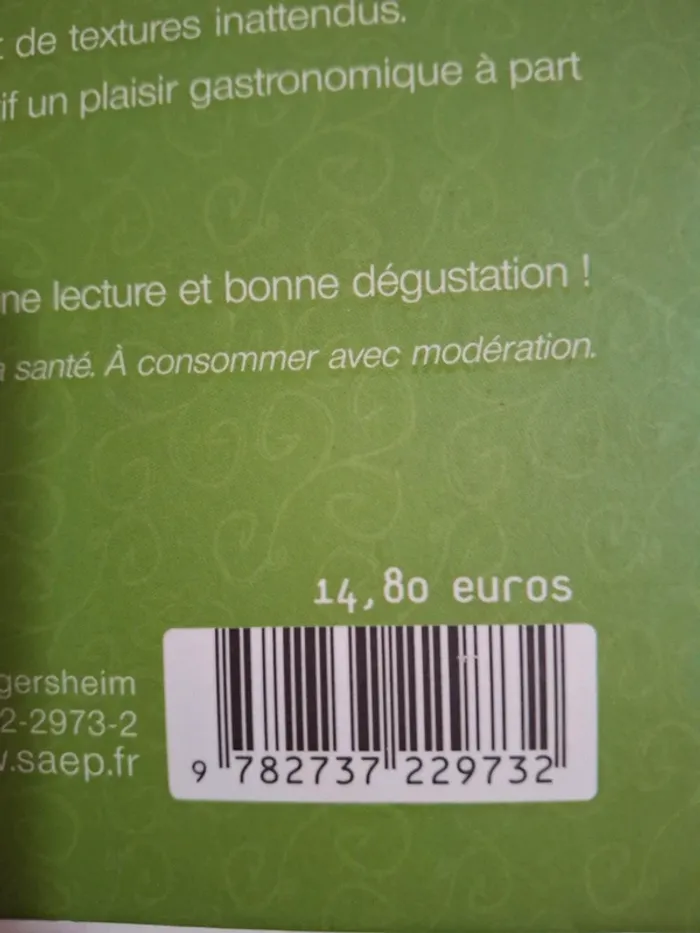 de textures inattendus.
if un plaisir gastronomique à part
ne lecture et bonne dégustation !
santé. À consommer avec modération.
14,80 euros
gersheim
2-2973-2
.saep.fr
9 782737 229732